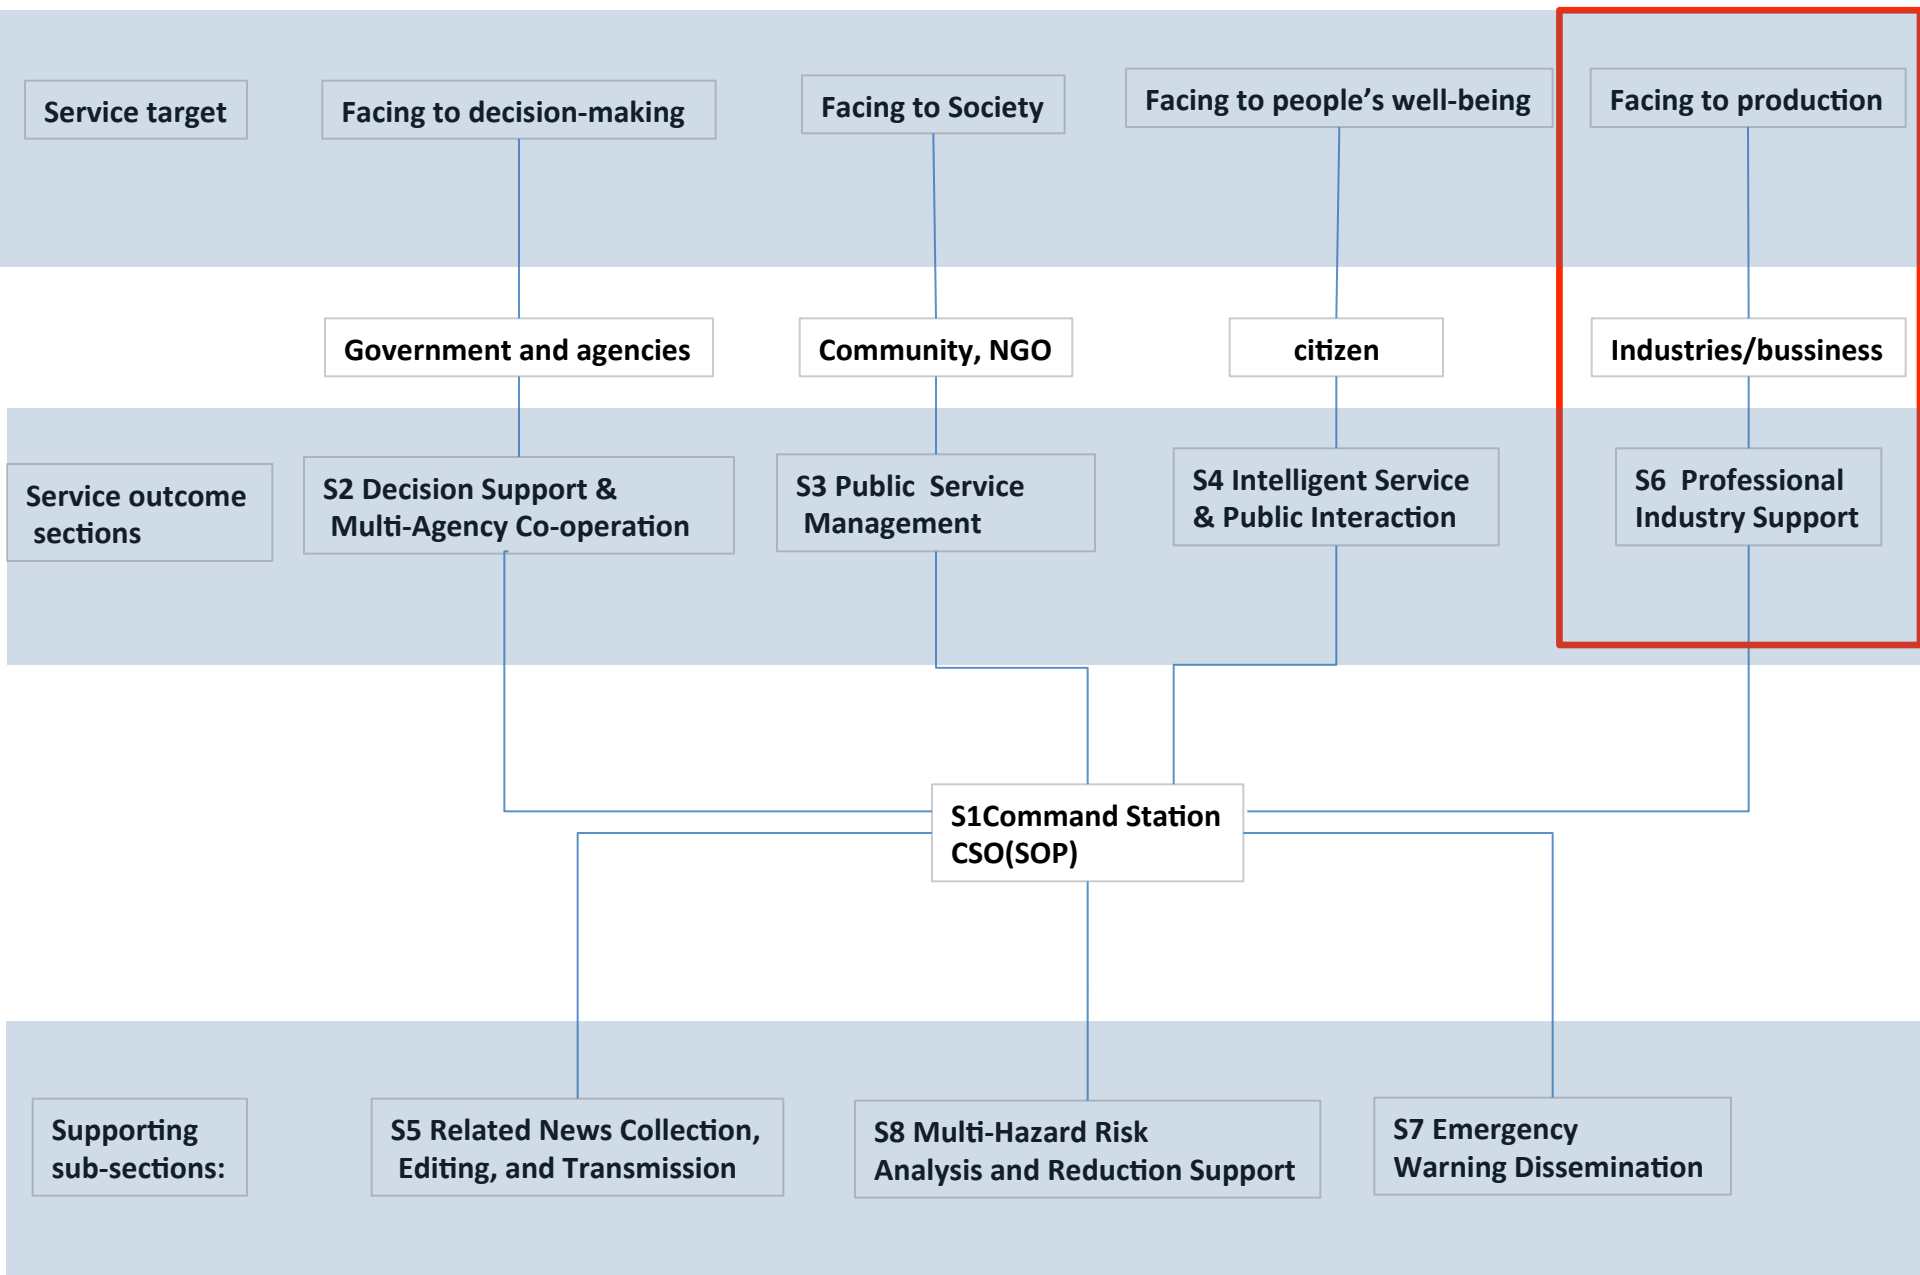 Service target
Facing to decision-making
Facing to Society
Facing to people’s well-being
Facing to production
Government and agencies
Community, NGO
citizen
Industries/bussiness
Service outcome
sections
S2 Decision Support &
Multi-Agency Co-operation
S3 Public Service
Management
S4 Intelligent Service
& Public Interaction
S6 Professional
Industry Support
S1Command Station
CSO(SOP)
Supporting
sub-sections:
S5 Related News Collection,
Editing, and Transmission
S8 Multi-Hazard Risk
Analysis and Reduction Support
S7 Emergency
Warning Dissemination